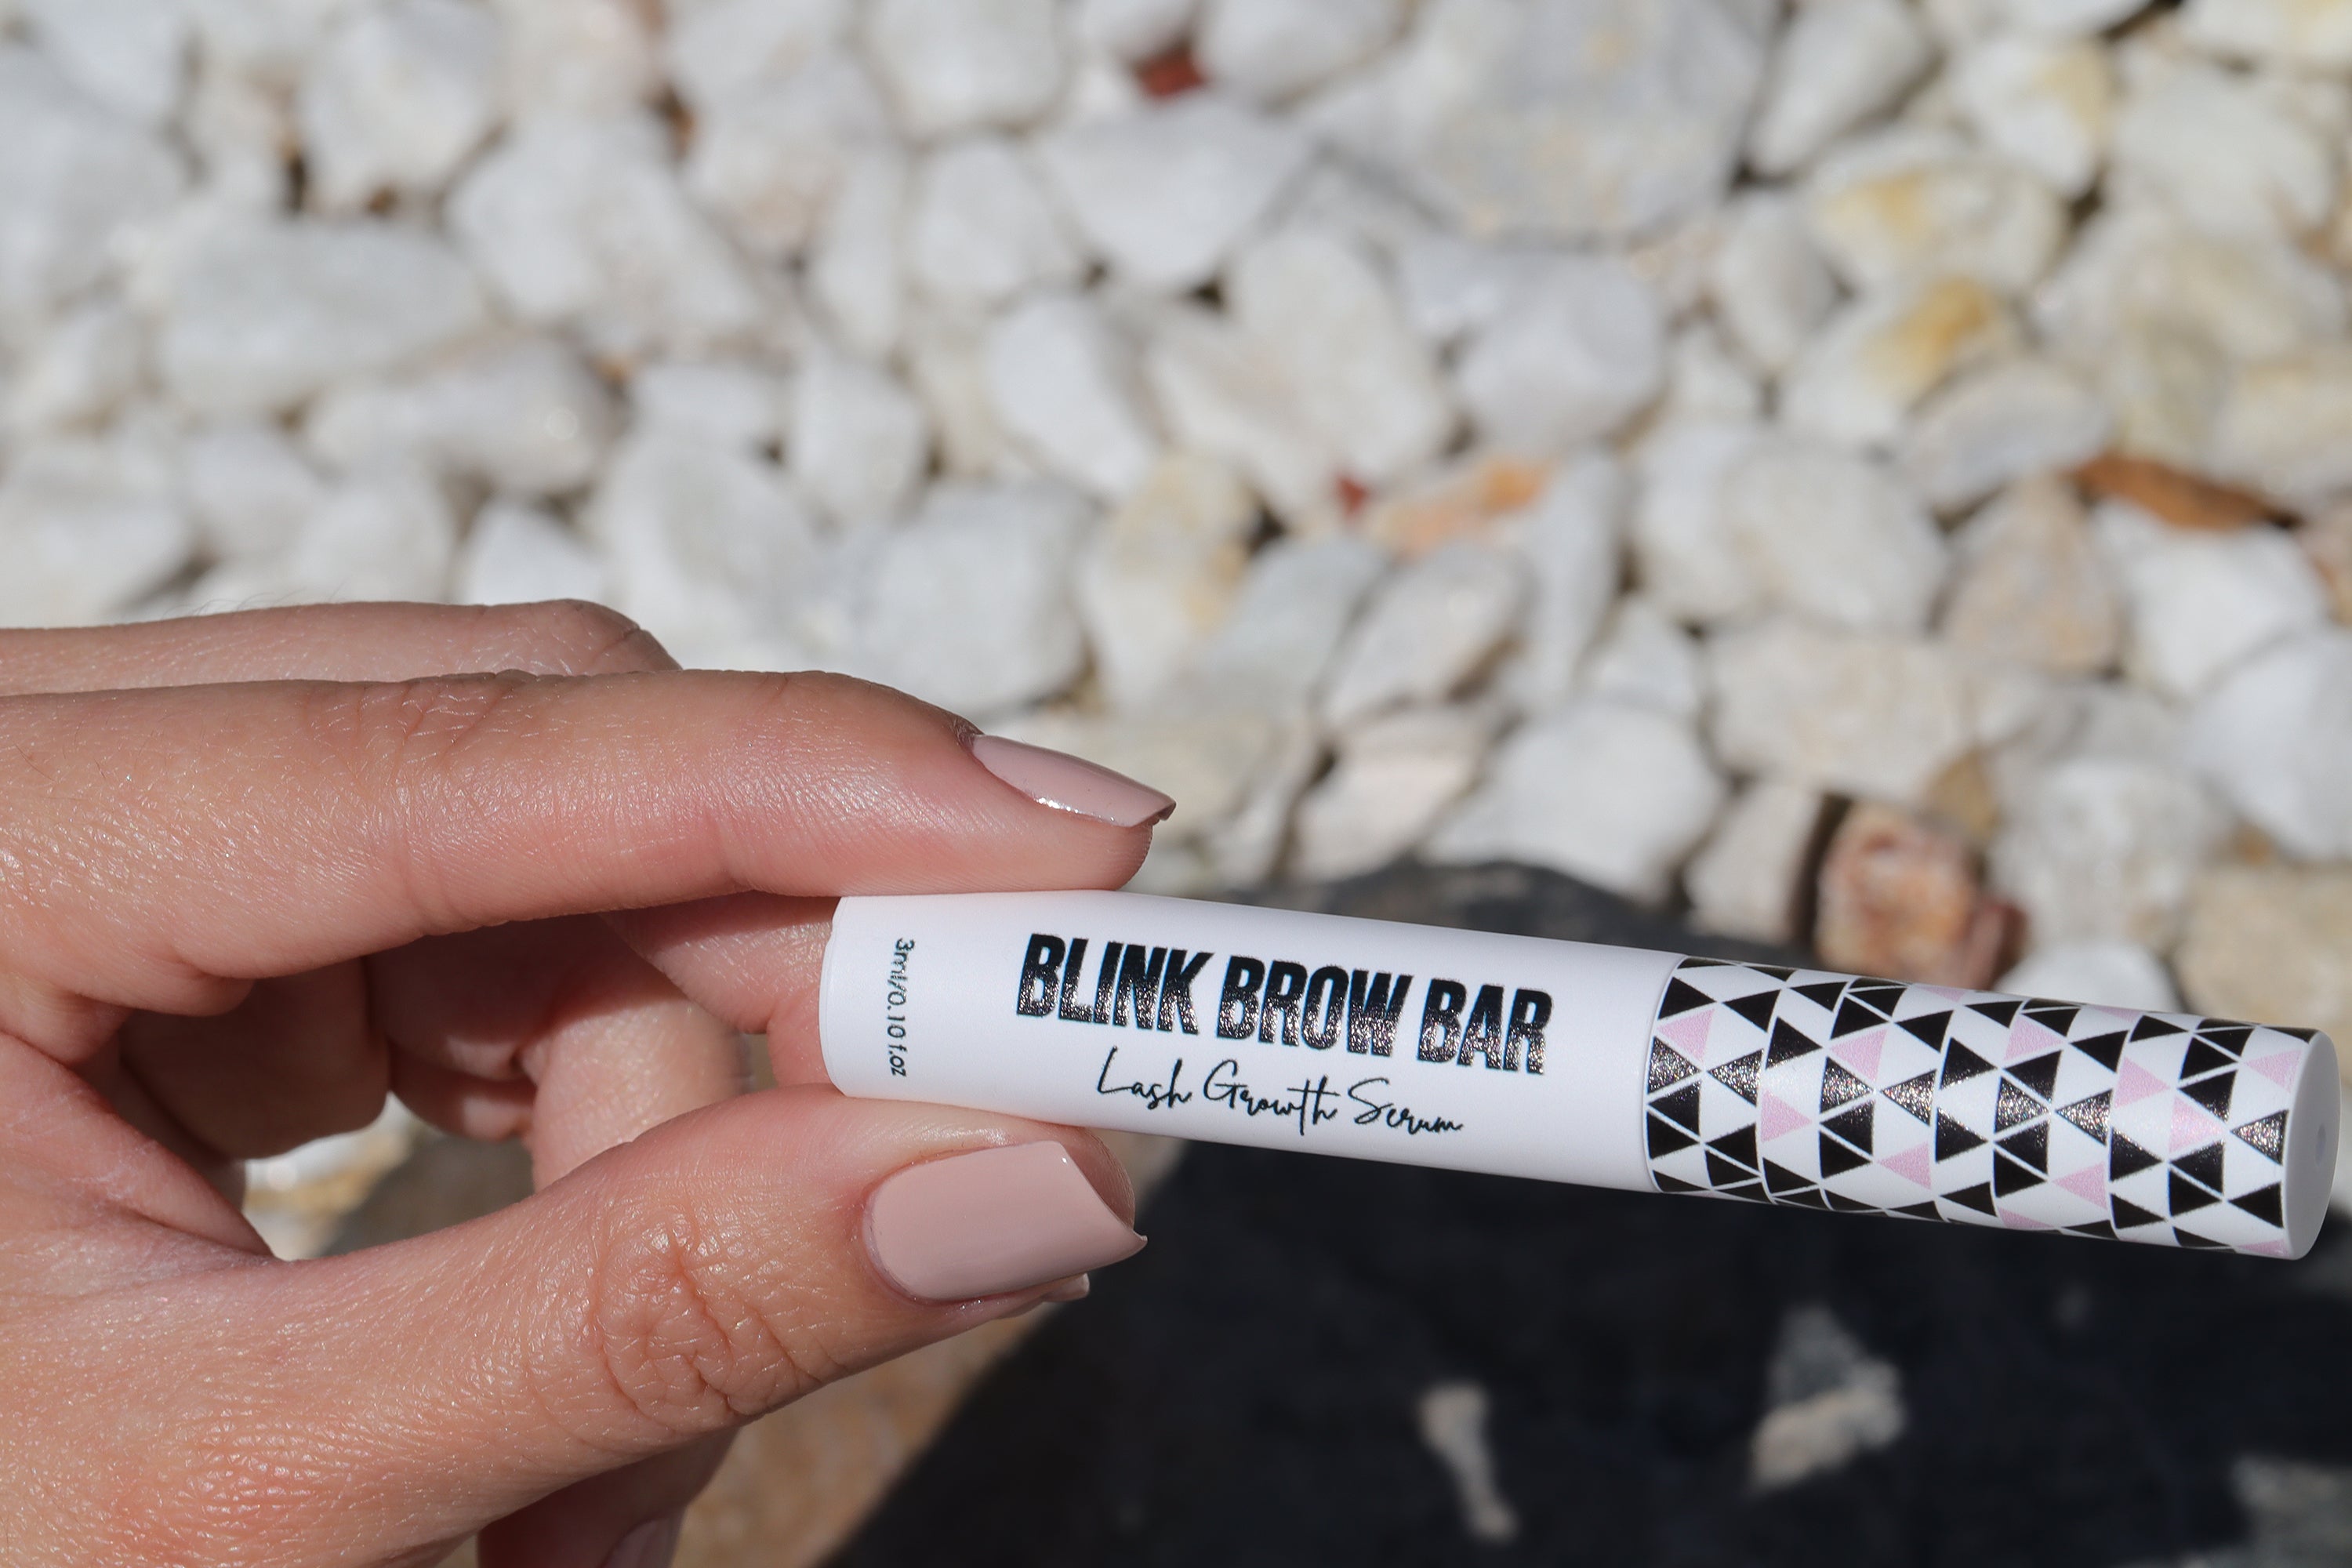 BLINK BROW BAR
Lash Growth Serum
3ml/0.10 f.oz